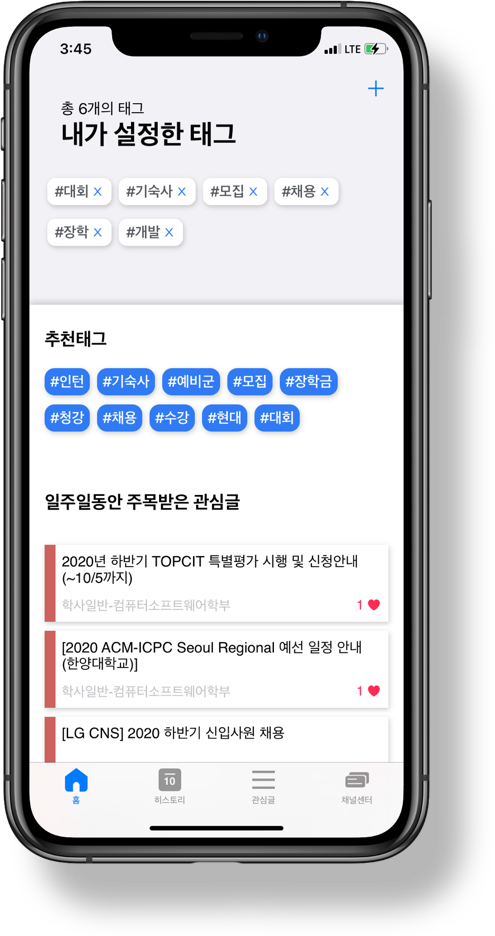 3:45
LTE
+
총 6개의 태그
내가 설정한 태그
#대회 X #기숙사 X #모집 X #채용 X
#장학 X #개발 X
추천태그
#인턴 #기숙사 #예비군 #모집 #장학금
#청강 #채용 #수강 #현대 #대회
일주일동안 주목받은 관심글
2020년 하반기 TOPCIT 특별평가 시행 및 신청안내
(~10/5까지)
학사일반-컴퓨터소프트웨어학부 1
[2020 ACM-ICPC Seoul Regional 예선 일정 안내
(한양대학교)]
학사일반-컴퓨터소프트웨어학부 1
[LG CNS] 2020 하반기 신입사원 채용
10
홈 히스토리 관심글 채널센터